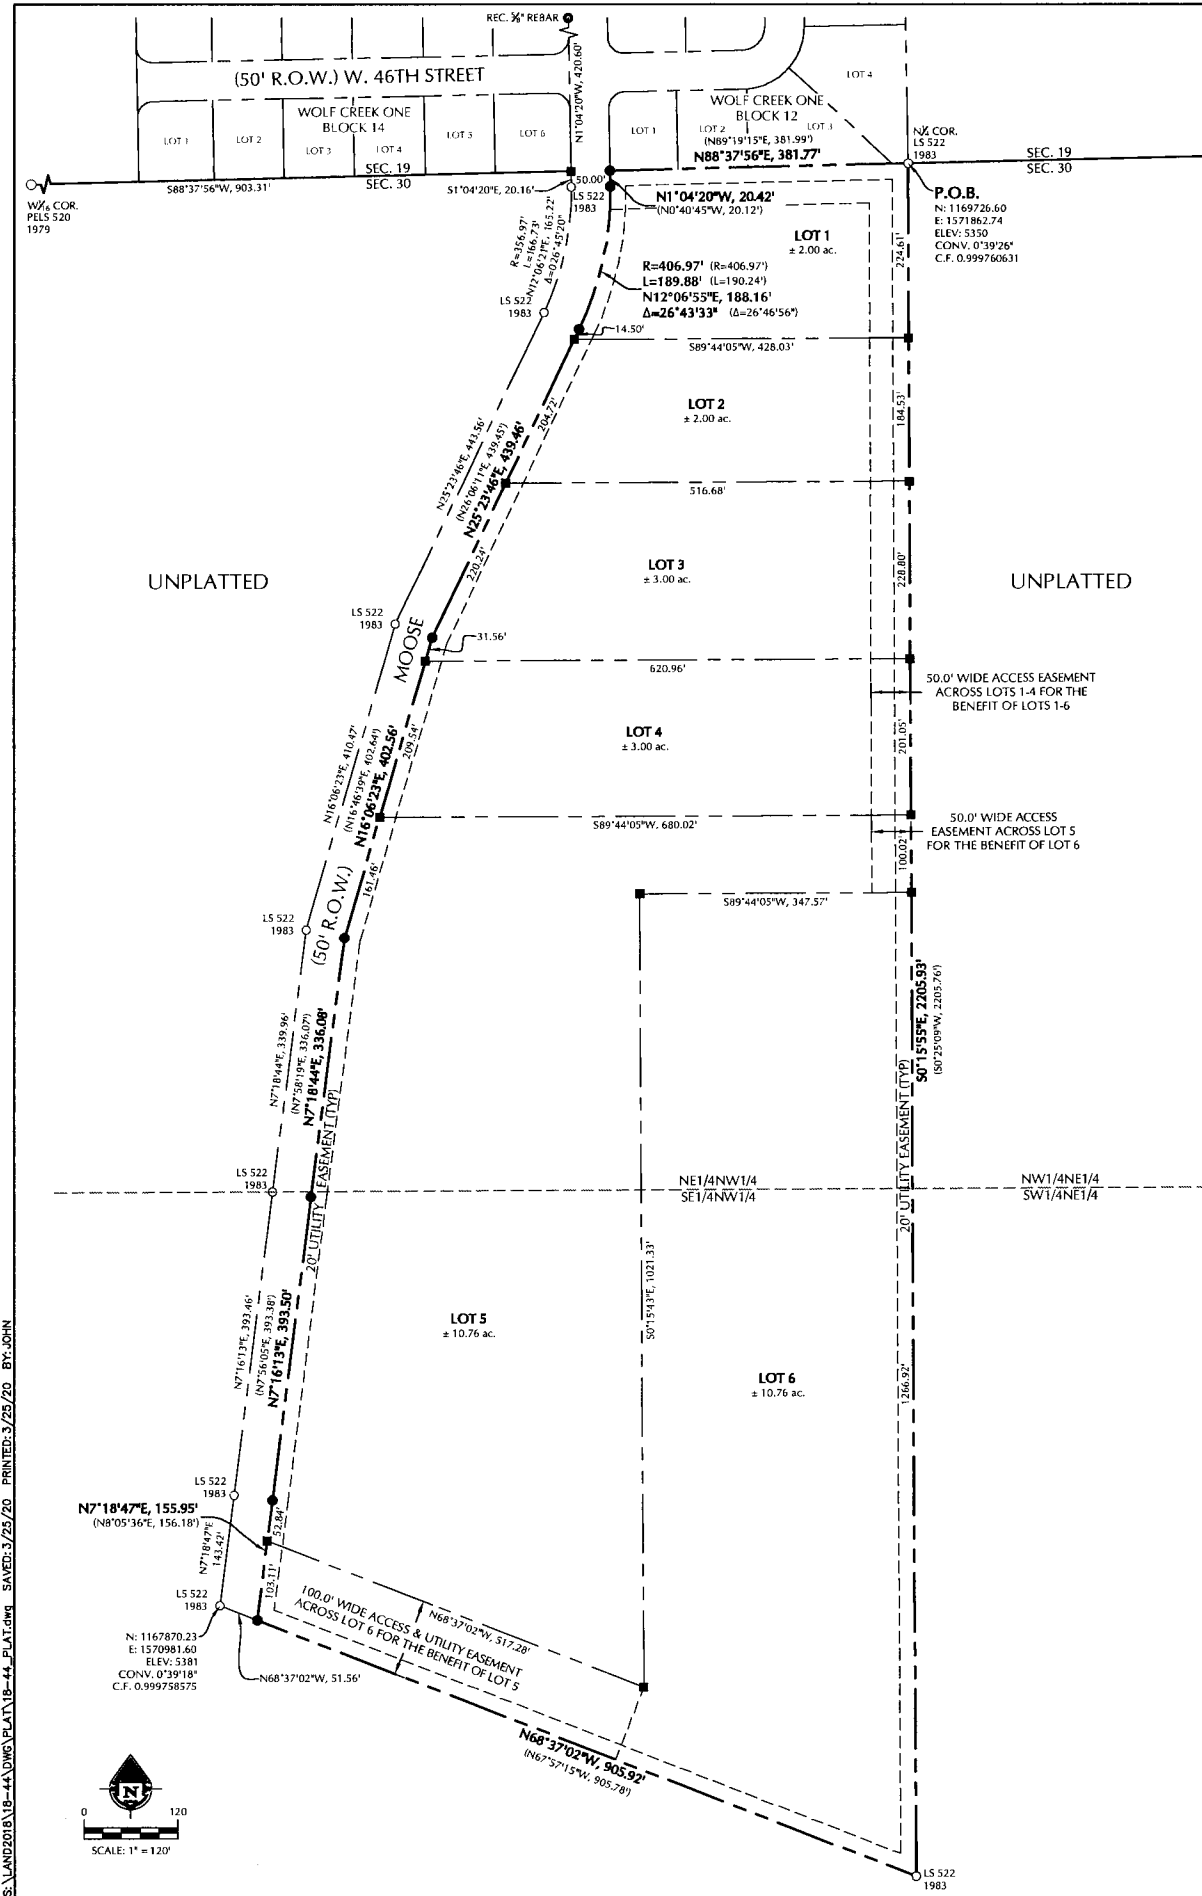 REC. ⅝" REBAR
(50' R.O.W.) W. 46TH STREET
N1°04'20"W, 420.60'
LOT 4
WOLF CREEK ONE
BLOCK 14
LOT 1
LOT 2
LOT 3
LOT 4
LOT 5
LOT 6
WOLF CREEK ONE
BLOCK 12
LOT 1
LOT 2
LOT 3
(N89°19'15"E, 381.99')
N88°37'56"E, 381.77'
N¼ COR.
LS 522
1983
SEC. 19
SEC. 30
SEC. 19
SEC. 30
S88°37'56"W, 903.31'
W1/16 COR.
PELS 520
1979
S1°04'20"E, 20.16'
50.00'
LS 522
1983
N1°04'20"W, 20.42'
(N0°40'45"W, 20.12')
P.O.B.
N: 1169726.60
E: 1571862.74
ELEV: 5350
CONV. 0°39'26"
C.F. 0.999760631
R=356.97'
L=166.73'
N12°06'21"E, 165.22'
Δ=026°45'20"
LOT 1
± 2.00 ac.
224.61'
R=406.97' (R=406.97')
L=189.88' (L=190.24')
N12°06'55"E, 188.16'
Δ=26°43'33" (Δ=26°46'56")
LS 522
1983
14.50'
S89°44'05"W, 428.03'
LOT 2
± 2.00 ac.
204.72'
184.53'
N25°23'46"E, 443.56'
(N26°06'11"E, 439.45')
N25°23'46"E, 439.46'
516.68'
UNPLATTED
LOT 3
± 3.00 ac.
220.24'
228.80'
UNPLATTED
LS 522
1983
MOOSE
31.56'
620.96'
50.0' WIDE ACCESS EASEMENT
ACROSS LOTS 1-4 FOR THE
BENEFIT OF LOTS 1-6
LOT 4
± 3.00 ac.
209.54'
201.05'
N16°06'23"E, 410.47'
(N16°46'39"E, 402.64')
N16°06'23"E, 402.56'
S89°44'05"W, 680.02'
50.0' WIDE ACCESS
EASEMENT ACROSS LOT 5
FOR THE BENEFIT OF LOT 6
100.02'
161.46'
(50' R.O.W.)
S89°44'05"W, 347.57'
LS 522
1983
S0°15'55"E, 2205.93'
(S0°25'09"W, 2205.76')
N7°18'44"E, 339.96'
(N7°58'19"E, 336.07')
N7°18'44"E, 336.08'
20' UTILITY EASEMENT (TYP)
20' UTILITY EASEMENT (TYP)
LS 522
1983
NE1/4NW1/4
SE1/4NW1/4
NW1/4NE1/4
SW1/4NE1/4
S0°15'43"E, 1021.33'
LOT 5
± 10.76 ac.
LOT 6
± 10.76 ac.
1266.92'
N7°16'13"E, 393.46'
(N7°56'05"E, 393.38')
N7°16'13"E, 393.50'
LS 522
1983
N7°18'47"E, 155.95'
(N8°05'36"E, 156.18')
52.84'
N7°18'47"E
143.42'
103.11'
LS 522
1983
100.0' WIDE ACCESS & UTILITY EASEMENT
ACROSS LOT 6 FOR THE BENEFIT OF LOT 5
N68°37'02"W, 517.28'
N: 1167870.23
E: 1570981.60
ELEV: 5381
CONV. 0°39'18"
C.F. 0.999758575
N68°37'02"W, 51.56'
N68°37'02"W, 905.92'
(N67°57'15"W, 905.78')
N
0 120
SCALE: 1" = 120'
LS 522
1983
S:\LAND2018\18-44\DWG\PLAT\18-44_PLAT.dwg SAVED: 3/25/20 PRINTED: 3/25/20 BY: JOHN